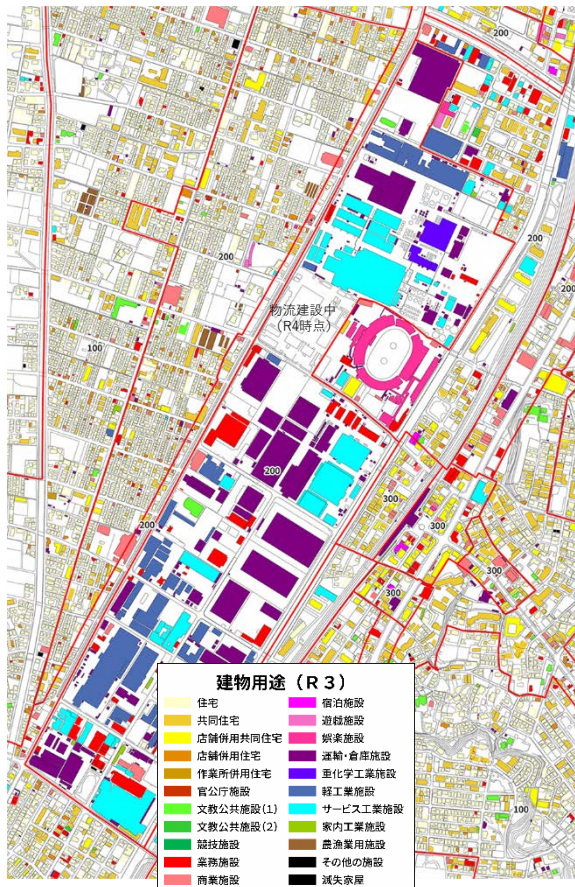 200
200
200
200
200
物流建設中
（R4時点）
100
200
300
200
300
300
300
100
建物用途（R３）
住宅
共同住宅
店舗併用共同住宅
店舗併用住宅
作業所併用住宅
官公庁施設
文教公共施設(1)
文教公共施設(2)
競技施設
業務施設
商業施設
宿泊施設
遊戯施設
娯楽施設
運輸・倉庫施設
重化学工業施設
軽工業施設
サービス工業施設
家内工業施設
農漁業用施設
その他の施設
滅失家屋